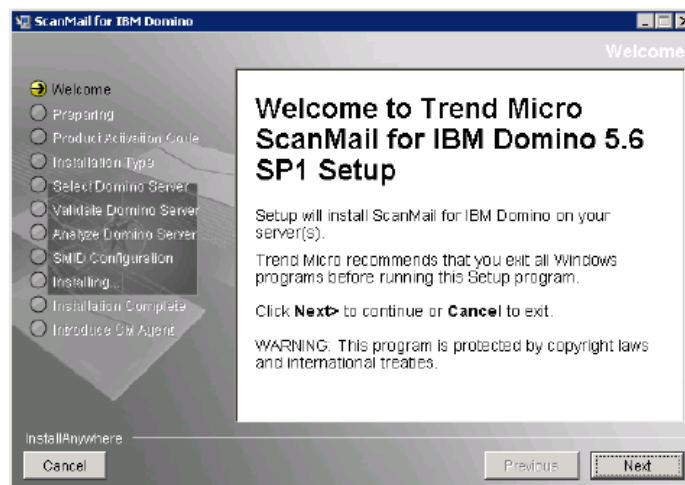 ScanMail for IBM Domino
Welcome
Welcome
Preparing
Product Activation Code
Installation Type
Select Domino Server
Validate Domino Server
Analyze Domino Server
SMID Configuration
Installing...
Installation Complete
Introduce CM Agent
Welcome to Trend Micro
ScanMail for IBM Domino 5.6
SP1 Setup
Setup will install ScanMail for IBM Domino on your
server(s).
Trend Micro recommends that you exit all Windows
programs before running this Setup program.
Click Next> to continue or Cancel to exit.
WARNING: This program is protected by copyright laws
and international treaties.
InstallAnywhere
Cancel
Previous
Next